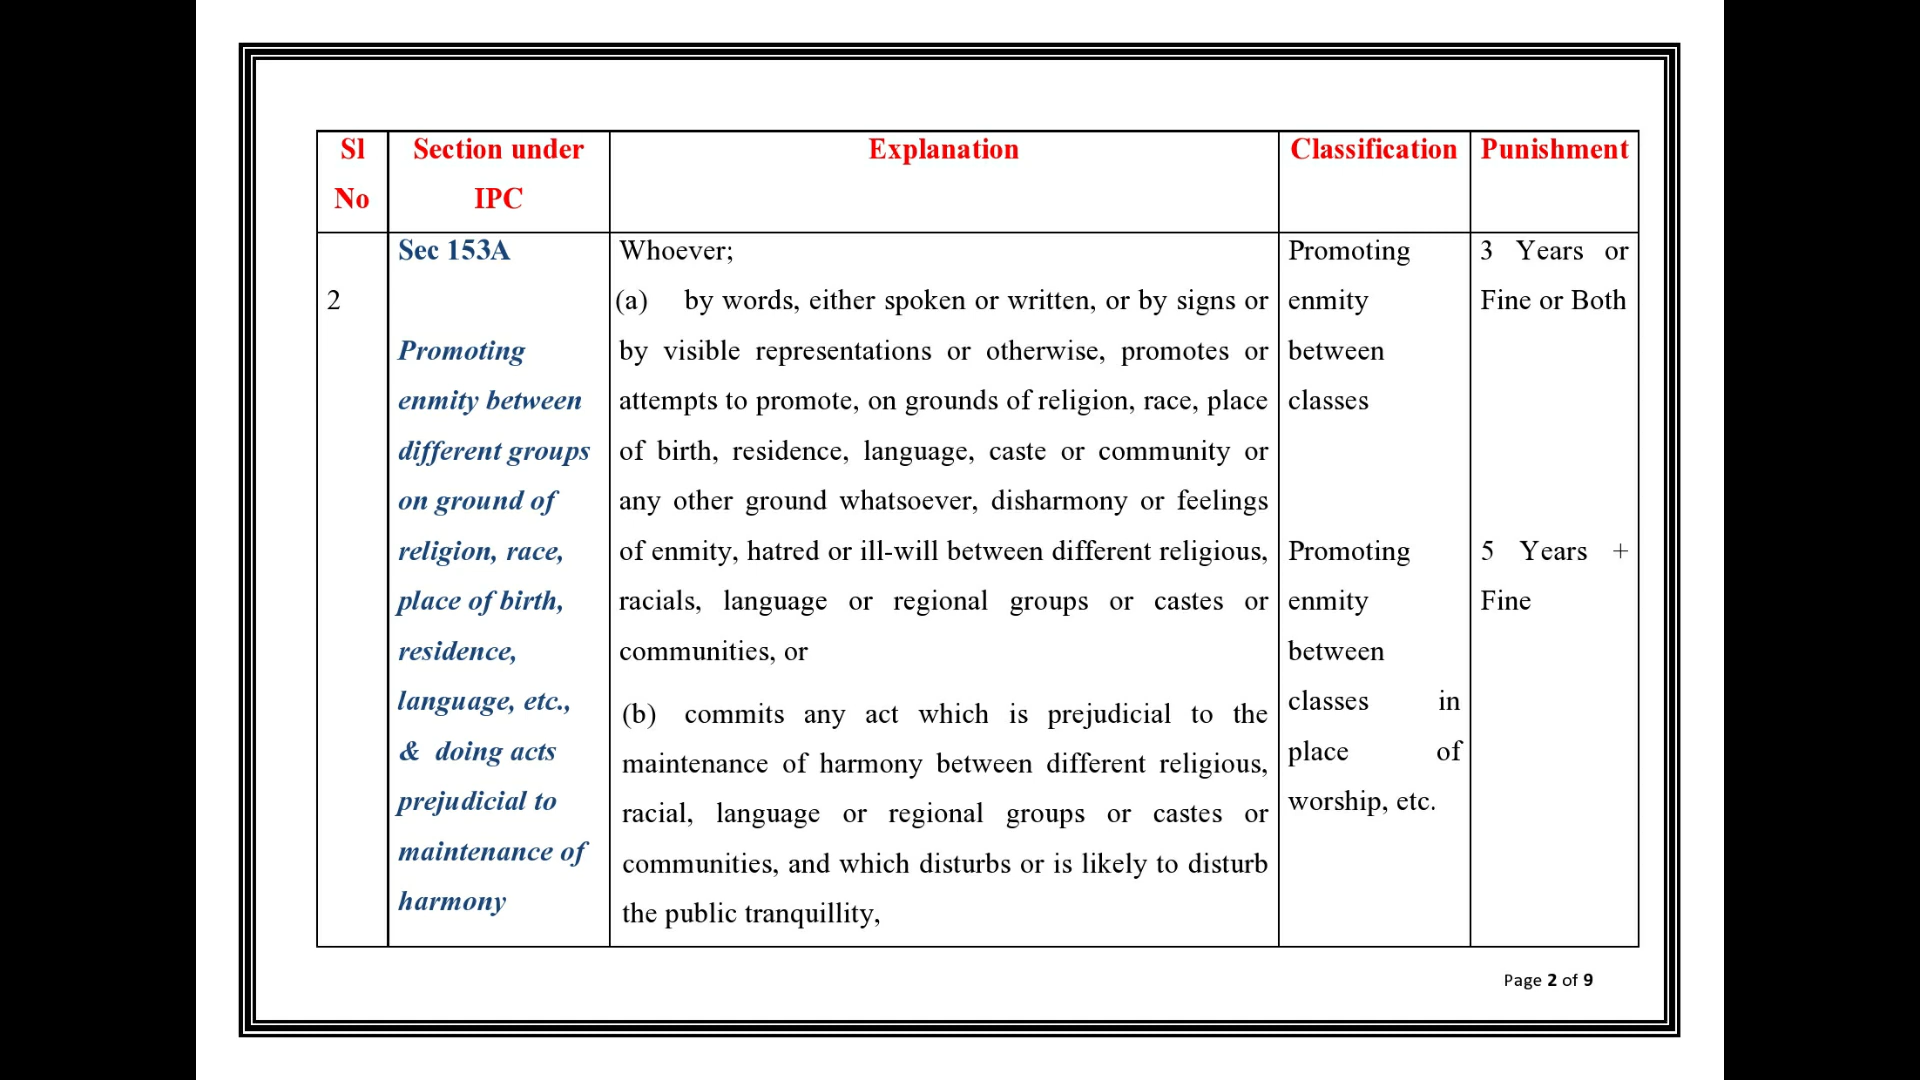 Sl No
Section under IPC
Explanation
Classification
Punishment
2
Sec 153A
Promoting
enmity between
different groups
on ground of
religion, race,
place of birth,
residence,
language, etc.,
& doing acts
prejudicial to
maintenance of
harmony
Whoever;
(a) by words, either spoken or written, or by signs or
by visible representations or otherwise, promotes or
attempts to promote, on grounds of religion, race, place
of birth, residence, language, caste or community or
any other ground whatsoever, disharmony or feelings
of enmity, hatred or ill-will between different religious,
racials, language or regional groups or castes or
communities, or
(b) commits any act which is prejudicial to the
maintenance of harmony between different religious,
racial, language or regional groups or castes or
communities, and which disturbs or is likely to disturb
the public tranquillity,
Promoting
enmity
between
classes
Promoting
enmity
between
classes in
place of
worship, etc.
3 Years or
Fine or Both
5 Years +
Fine
Page 2 of 9